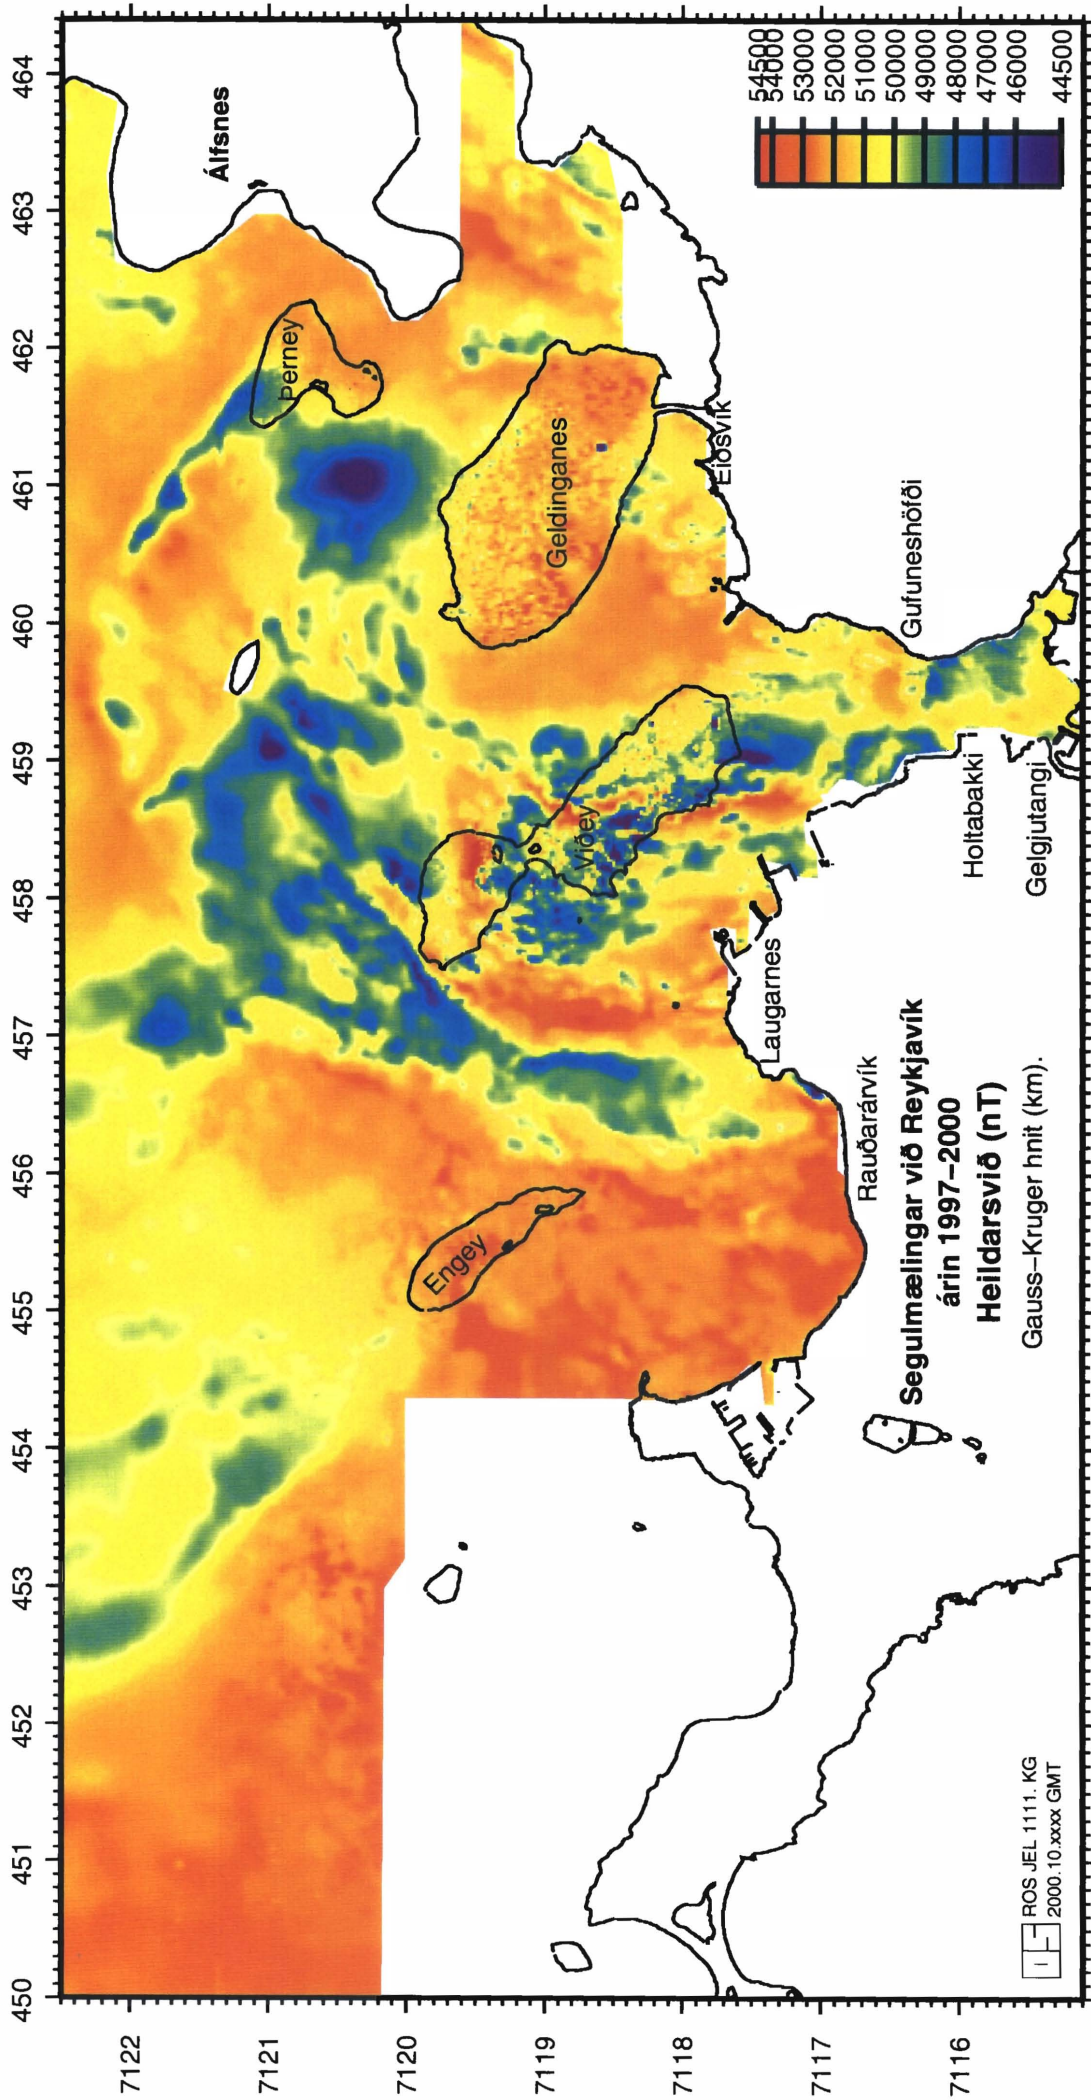 450
451
452
453
454
455
456
457
458
459
460
461
462
463
464
7122
7121
7120
7119
7118
7117
7116
Álfsnes
Þerney
Geldinganes
Eiðsvík
Gufuneshöfði
Viðey
Engey
Laugarnes
Holtabakki
Gelgjutangi
Rauðarárvík
Segulmælingar við Reykjavík
árin 1997–2000
Heildarsvið (nT)
Gauss–Kruger hnit (km).
54500
54000
53000
52000
51000
50000
49000
48000
47000
46000
44500
ROS JEL 1111. KG
2000.10.xxxx GMT